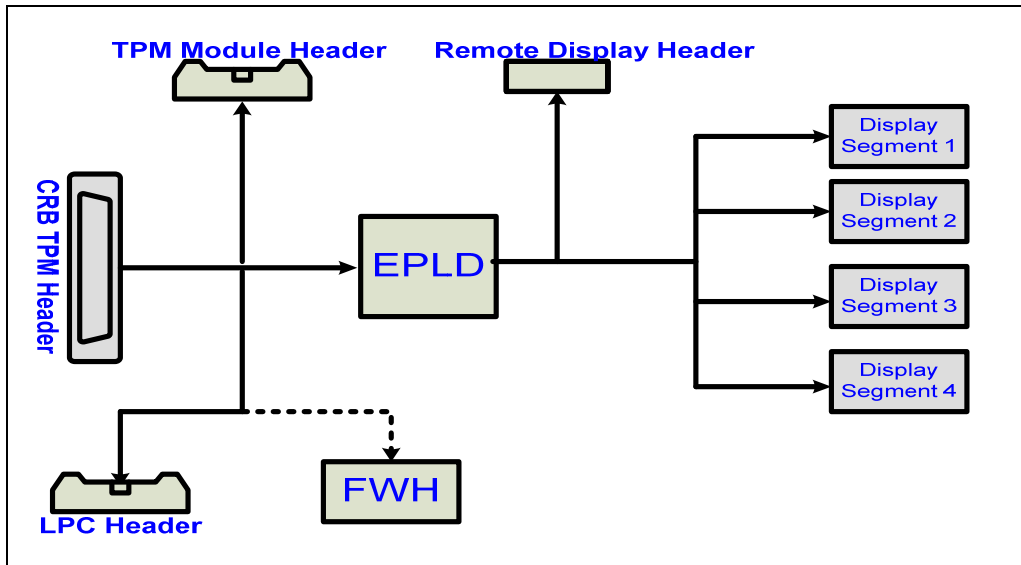 TPM Module Header
Remote Display Header
Display
Segment 1
Display
Segment 2
CRB TPM Header
EPLD
Display
Segment 3
Display
Segment 4
FWH
LPC Header